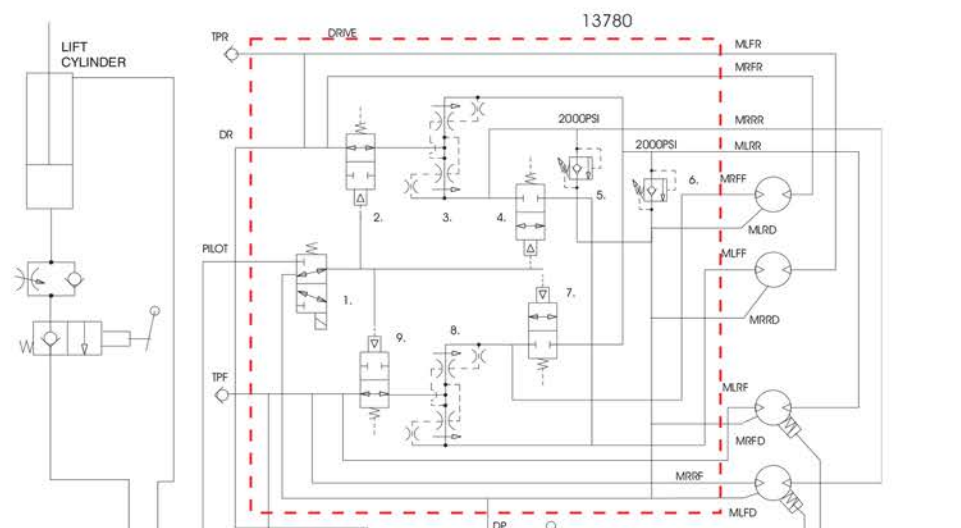 13780
TPR
DRIVE
MLFR
LIFT
CYLINDER
MRFR
2000PSI
MRRR
DR
2000PSI
MLRR
MRFF
5.
6.
2.
3.
4.
MLRD
PILOT
MLFF
7.
1.
MRRD
8.
9.
TPF
MLRF
MRFD
MRRF
MLFD
DP